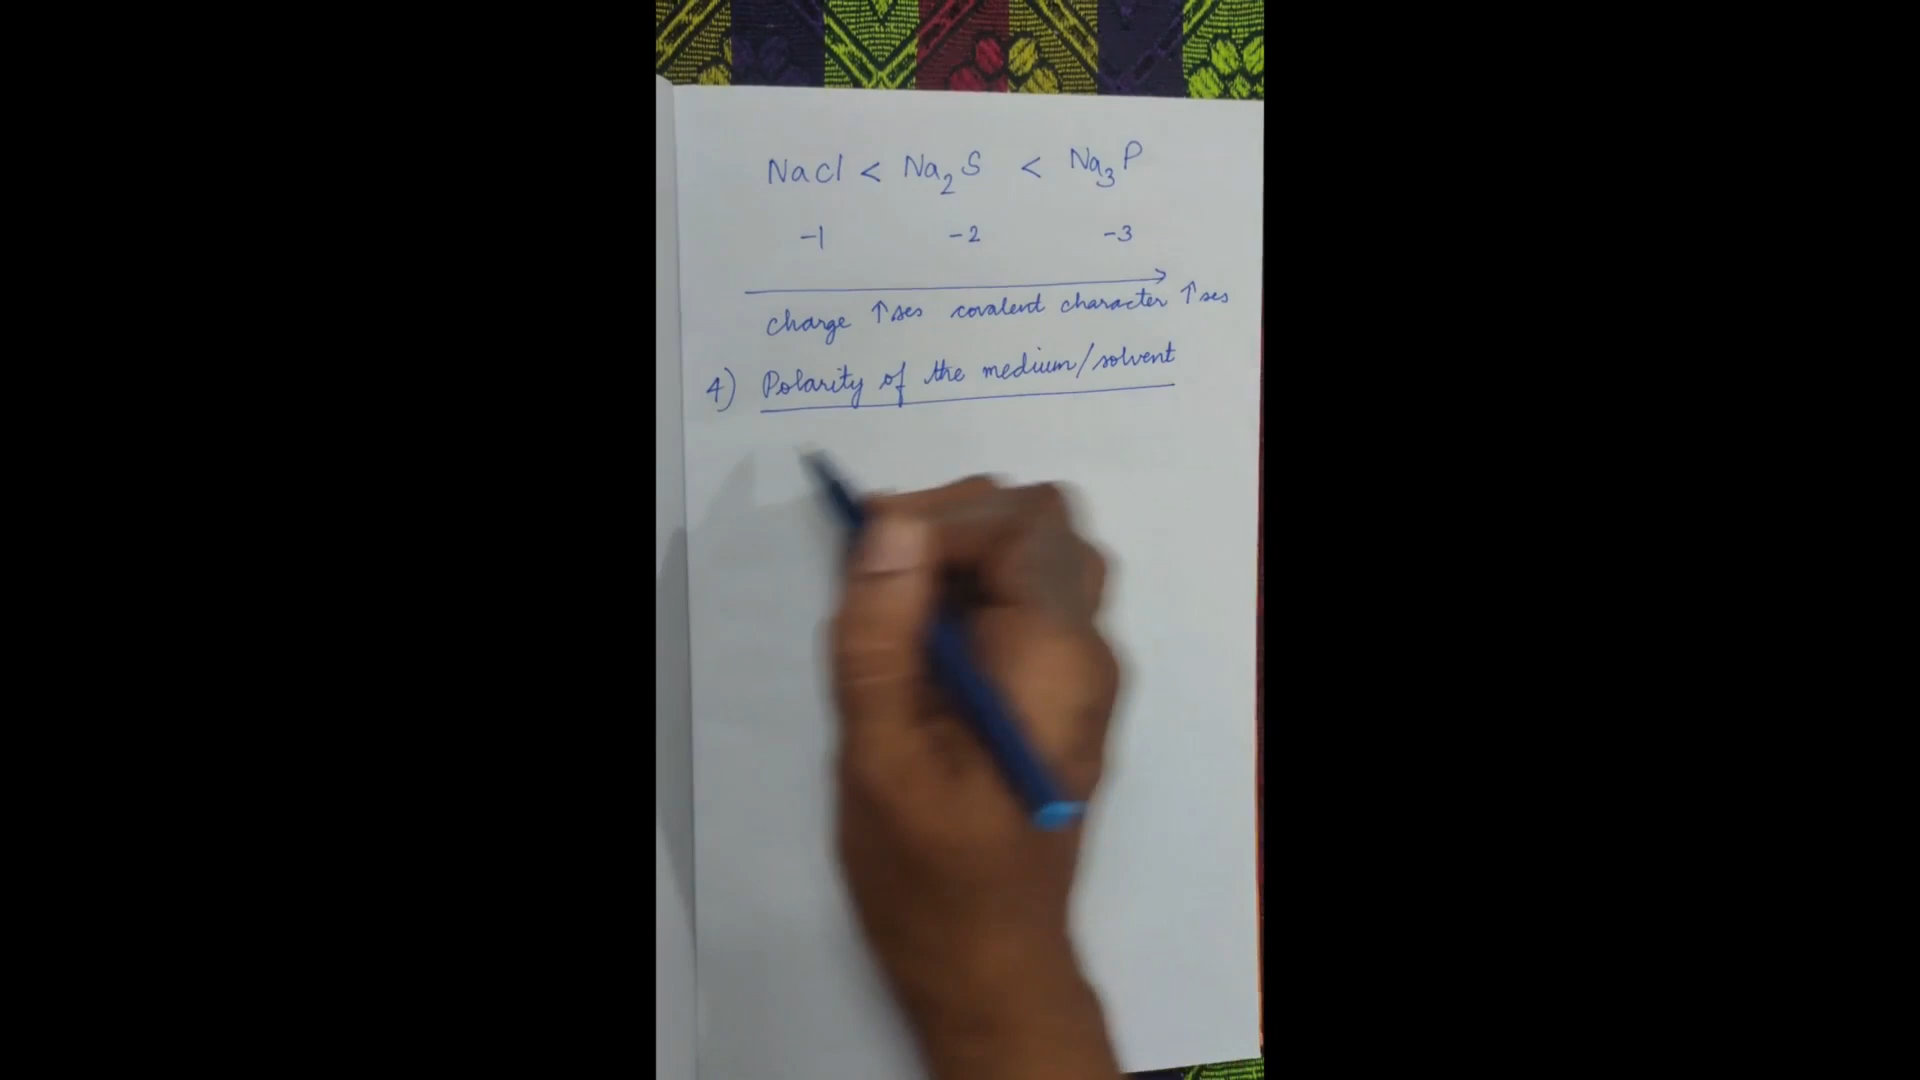 NaCl < Na₂S < Na₃P
-1 -2 -3
charge ↑ses covalent character ↑ses
4) Polarity of the medium/solvent